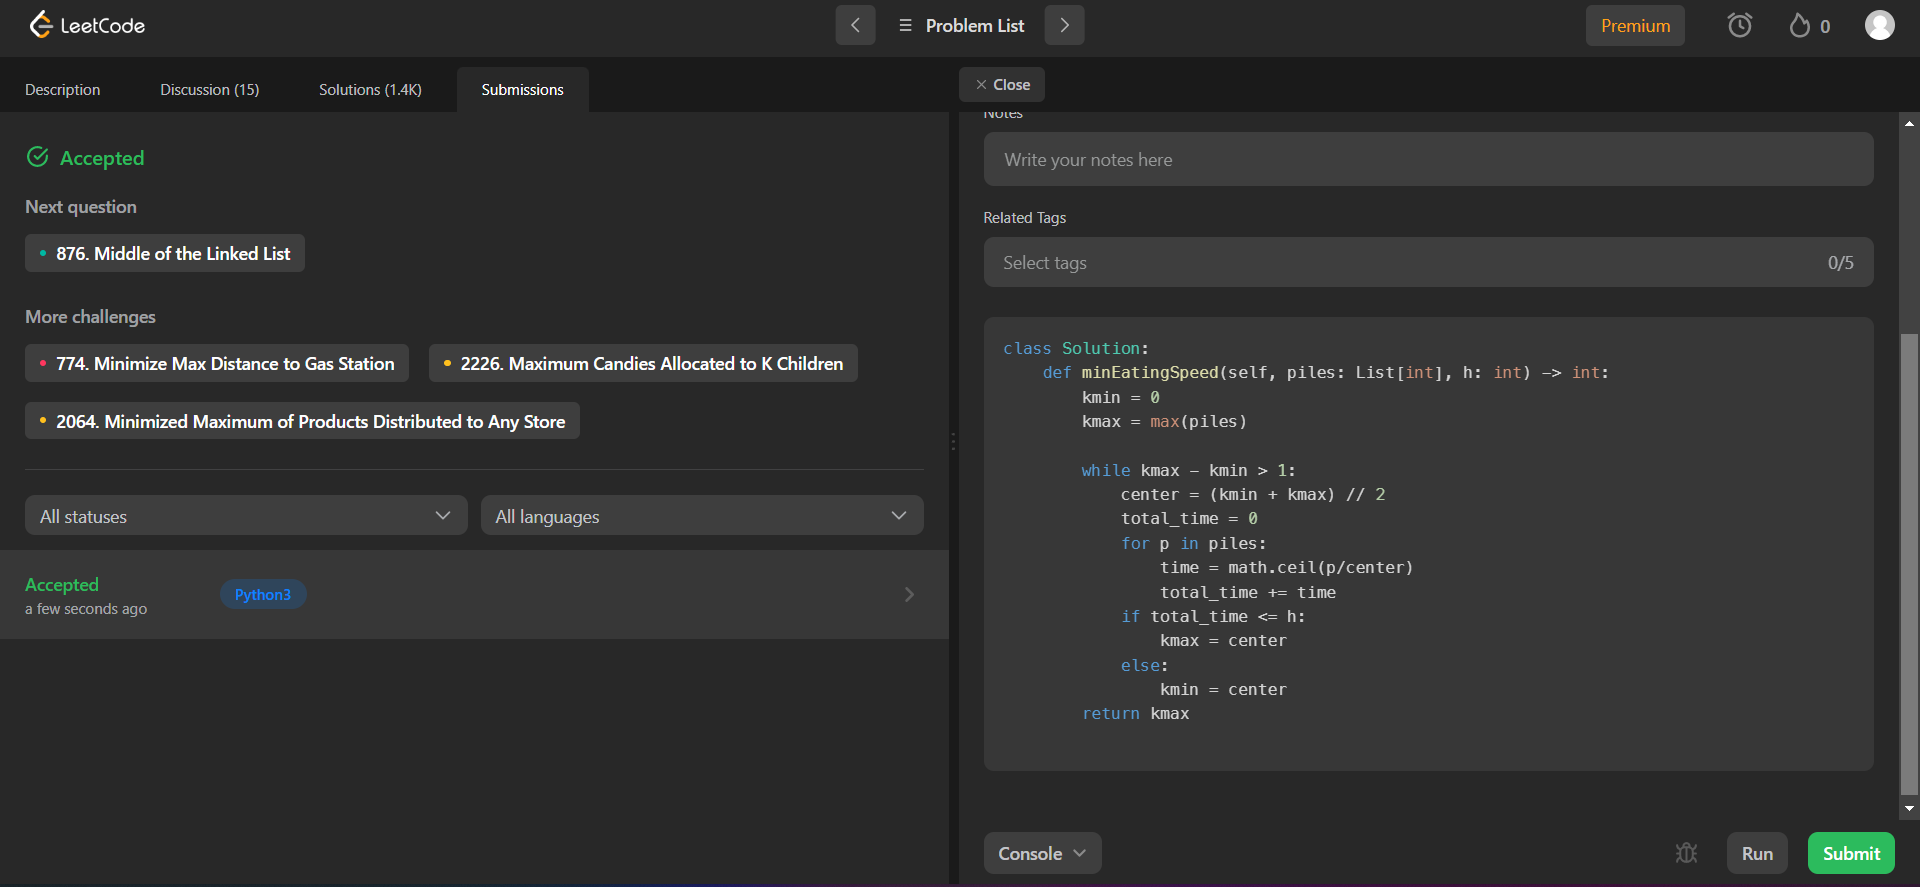 LeetCode
Problem List
Premium
0
Description
Discussion (15)
Solutions (1.4K)
Submissions
Close
Accepted
Next question
876. Middle of the Linked List
More challenges
774. Minimize Max Distance to Gas Station
2226. Maximum Candies Allocated to K Children
2064. Minimized Maximum of Products Distributed to Any Store
All statuses
All languages
Accepted
a few seconds ago
Python3
Notes
Write your notes here
Related Tags
Select tags
0/5
class Solution:
    def minEatingSpeed(self, piles: List[int], h: int) -> int:
        kmin = 0
        kmax = max(piles)

        while kmax - kmin > 1:
            center = (kmin + kmax) // 2
            total_time = 0
            for p in piles:
                time = math.ceil(p/center)
                total_time += time
            if total_time <= h:
                kmax = center
            else:
                kmin = center
        return kmax
Console
Run
Submit